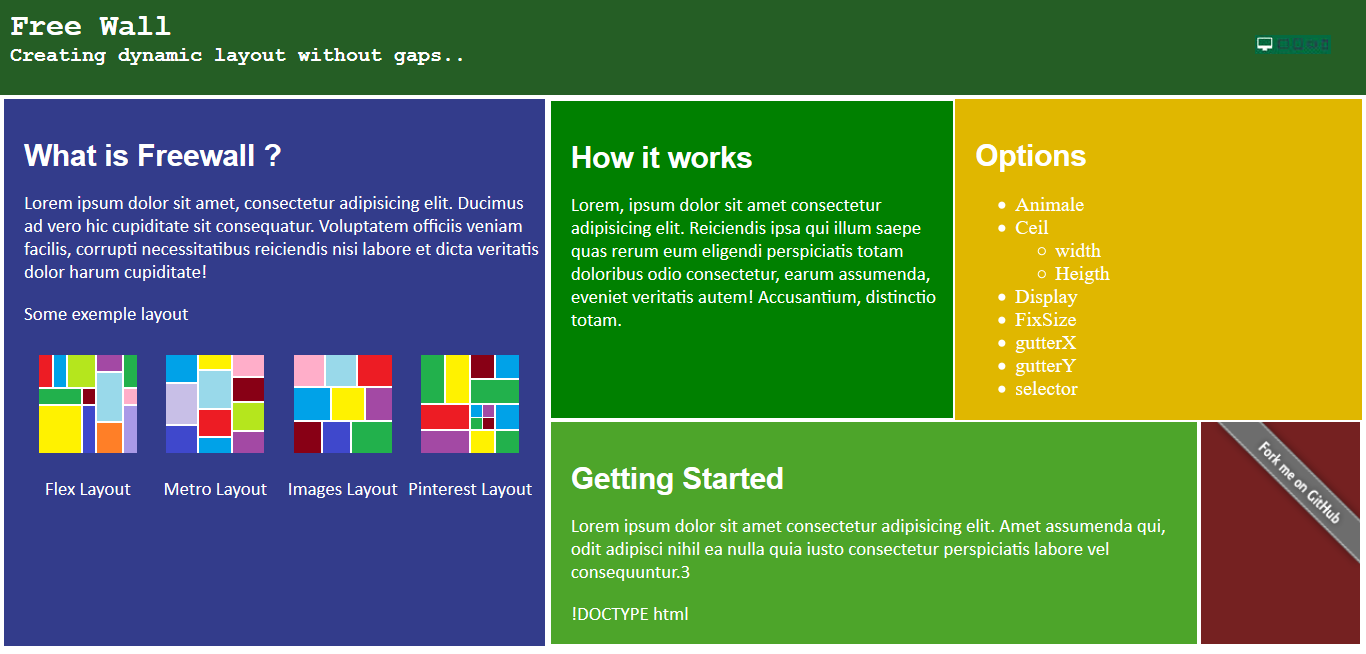 Free Wall
Creating dynamic layout without gaps..
What is Freewall ?
Lorem ipsum dolor sit amet, consectetur adipisicing elit. Ducimus
ad vero hic cupiditate sit consequatur. Voluptatem officiis veniam
facilis, corrupti necessitatibus reiciendis nisi labore et dicta veritatis
dolor harum cupiditate!
Some exemple layout
Flex Layout
Metro Layout
Images Layout
Pinterest Layout
How it works
Lorem, ipsum dolor sit amet consectetur
adipisicing elit. Reiciendis ipsa qui illum saepe
quas rerum eum eligendi perspiciatis totam
doloribus odio consectetur, earum assumenda,
eveniet veritatis autem! Accusantium, distinctio
totam.
Options
Animale
Ceil
width
Heigth
Display
FixSize
gutterX
gutterY
selector
Getting Started
Lorem ipsum dolor sit amet consectetur adipisicing elit. Amet assumenda qui,
odit adipisci nihil ea nulla quia iusto consectetur perspiciatis labore vel
consequuntur.3
!DOCTYPE html
Fork me on GitHub